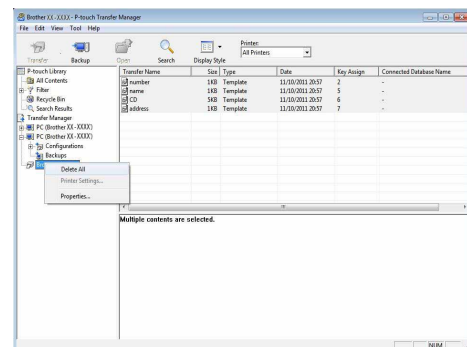 Brother XX-XXXX - P-touch Transfer Manager
File Edit View Tool Help
Transfer Backup Open Search Display Style
Printer:
All Printers
P-touch Library
All Contents
Filter
Recycle Bin
Search Results
Transfer Manager
PC (Brother XX-XXXX)
PC (Brother XX-XXXX)
Configurations
Backups
Delete All
Printer Settings...
Properties...
Transfer Name Size Type Date Key Assign Connected Database Name
number 1KB Template 11/10/2011 20:57 2 -
name 1KB Template 11/10/2011 20:57 5 -
CD 5KB Template 11/10/2011 20:57 6 -
address 1KB Template 11/10/2011 20:57 7 -
Multiple contents are selected.
NUM